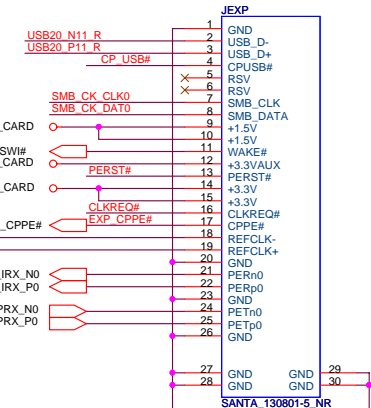 JEXP
1 GND
USB20_N11_R 2 USB_D-
USB20_P11_R 3 USB_D+
CP_USB# 4 CPUSB#
5 RSV
6 RSV
SMB_CK_CLK0 7 SMB_CLK
SMB_CK_DAT0 8 SMB_DATA
_CARD 9 +1.5V
10 +1.5V
SWI# 11 WAKE#
_CARD 12 +3.3VAUX
PERST# 13 PERST#
_CARD 14 +3.3V
15 +3.3V
CLKREQ# 16 CLKREQ#
_CPPE# EXP_CPPE# 17 CPPE#
18 REFCLK-
19 REFCLK+
20 GND
_IRX_N0 21 PERn0
_IRX_P0 22 PERp0
23 GND
PRX_N0 24 PETn0
PRX_P0 25 PETp0
26 GND
27 GND GND 29
28 GND GND 30
SANTA_130801-5_NR